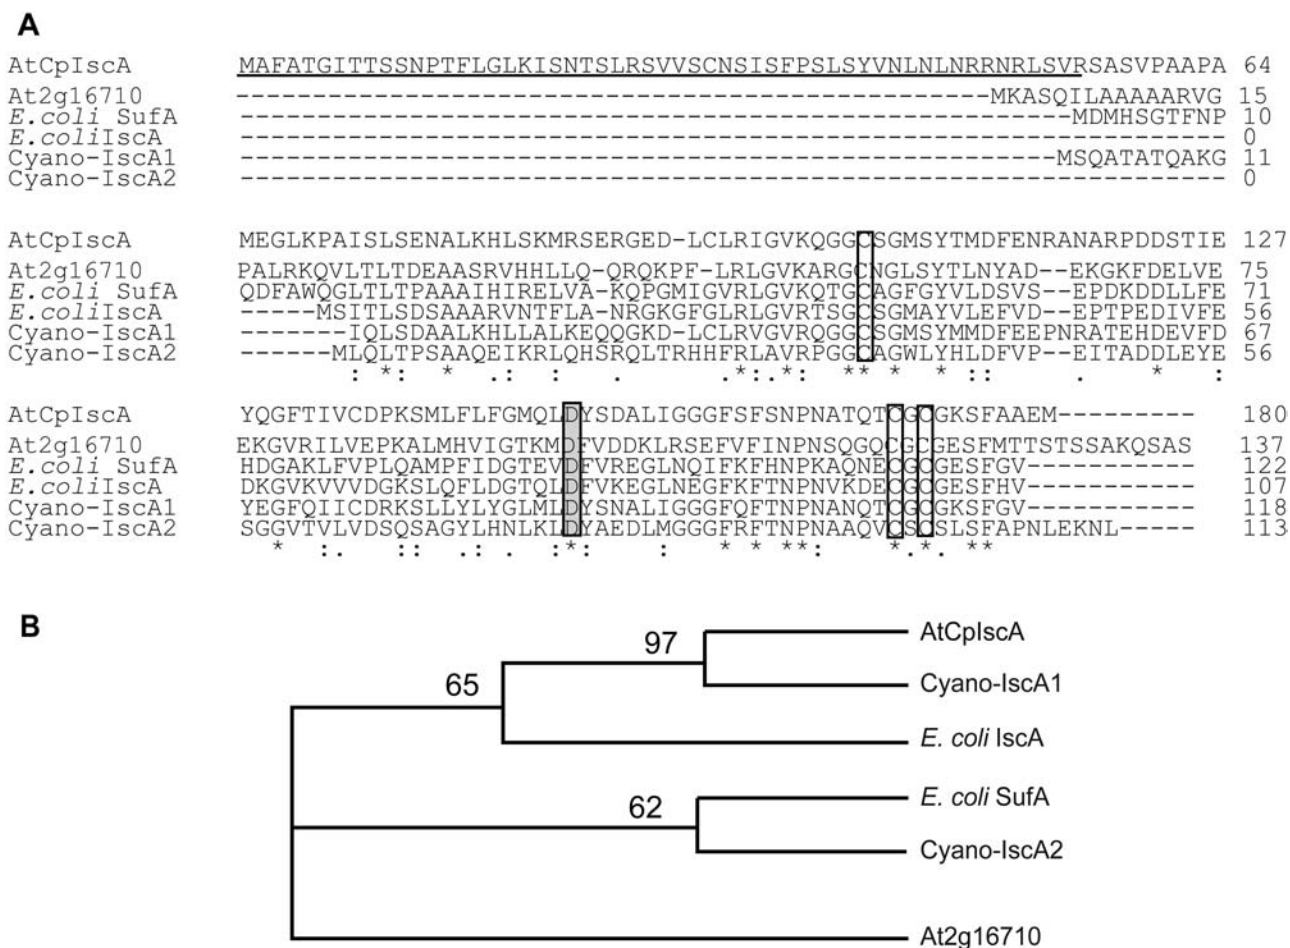 A
AtCpIscA MAFATGITTSSNPTFLGLKISNTSLRSVVSCNSISFPSLSYVNLNLNRRNRLSVRSASVPAAPA 64
At2g16710 -------------------------------------------------MKASQILAAAAARVG 15
E.coli SufA ------------------------------------------------------MDMHSGTFNP 10
E.coliIscA ---------------------------------------------------------------- 0
Cyano-IscA1 -----------------------------------------------------MSQATATQAKG 11
Cyano-IscA2 ---------------------------------------------------------------- 0
AtCpIscA MEGLKPAISLSENALKHLSKMRSERGED-LCLRIGVKQGGCSGMSYTMDFENRANARPDDSTIE 127
At2g16710 PALRKQVLTLTDEAASRVHHLLQ-QRQKPF-LRLGVKARGCNGLSYTLNYAD--EKGKFDELVE 75
E.coli SufA QDFAWQGLTLTPAAAIHIRELVA-KQPGMIGVRLGVKQTGCAGFGYVLDSVS--EPDKDDLLFE 71
E.coliIscA -----MSITLSDSAAARVNTFLA-NRGKGFGLRLGVRTSGCSGMAYVLEFVD--EPTPEDIVFE 56
Cyano-IscA1 -------IQLSDAALKHLLALKEQQGKD-LCLRVGVRQGGCSGMSYMMDFEEPNRATEHDEVFD 67
Cyano-IscA2 ------MLQLTPSAAQEIKRLQHSRQLTRHHFRLAVRPGGCAGWLYHLDFVP--EITADDLEYE 56
: *: * .: : . *:.*: ** * * :: . * :
AtCpIscA YQGFTIVCDPKSMLFLFGMQLDYSDALIGGGFSFSNPNATQTCGCGKSFAAEM--------- 180
At2g16710 EKGVRILVEPKALMHVIGTKMDFVDDKLRSEFVFINPNSQGQCGCGESFMTTSTSSAKQSAS 137
E.coli SufA HDGAKLFVPLQAMPFIDGTEVDFVREGLNQIFKFHNPKAQNECGCGESFGV----------- 122
E.coliIscA DKGVKVVVDGKSLQFLDGTQLDFVKEGLNEGFKFTNPNVKDECGCGESFHV----------- 107
Cyano-IscA1 YEGFQIICDRKSLLYLYGLMLDYSNALIGGGFQFTNPNANQTCGCGKSFGV----------- 118
Cyano-IscA2 SGGVTVLVDSQSAGYLHNLKLDYAEDLMGGGFRFTNPNAAQVCSCSLSFAPNLEKNL----- 113
* :. :: .: . :*: : * * **: *.*. **
B
97 AtCpIscA
65 Cyano-IscA1
E. coli IscA
62 E. coli SufA
Cyano-IscA2
At2g16710